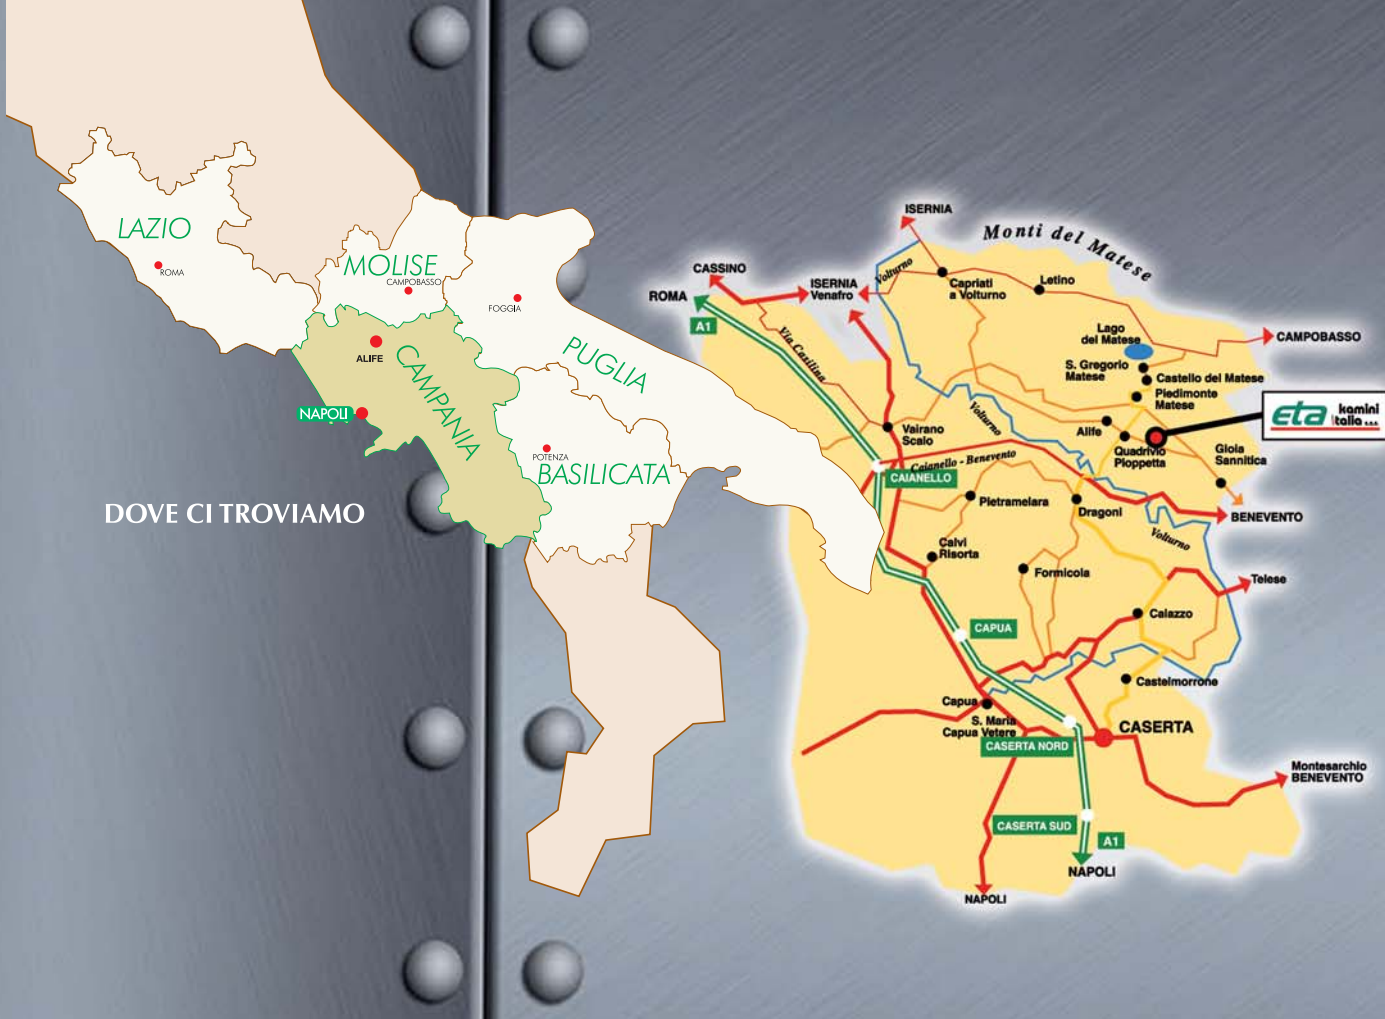 LAZIO
ROMA
MOLISE
CAMPOBASSO
FOGGIA
PUGLIA
ALIFE
CAMPANIA
NAPOLI
POTENZA
BASILICATA
DOVE CI TROVIAMO
ISERNIA
Monti del Matese
CASSINO
ROMA
A1
ISERNIA
Venafro
Volturno
Capriati
a Volturno
Letino
CAMPOBASSO
Lago
del Matese
Via Casilina
S. Gregorio
Matese
Castello del Matese
Piedimonte
Matese
eta kamini
italia s.a.s.
Volturno
Vairano
Scalo
Alife
Quadrivio
Pioppetta
Gioia
Sannitica
Caianello - Benevento
CAIANELLO
Pietramelara
Dragoni
BENEVENTO
Volturno
Calvi
Risorta
Formicola
Telese
Caiazzo
CAPUA
Castelmorrone
Capua
S. Maria
Capua Vetere
CASERTA
CASERTA NORD
Montesarchio
BENEVENTO
CASERTA SUD
A1
NAPOLI
NAPOLI